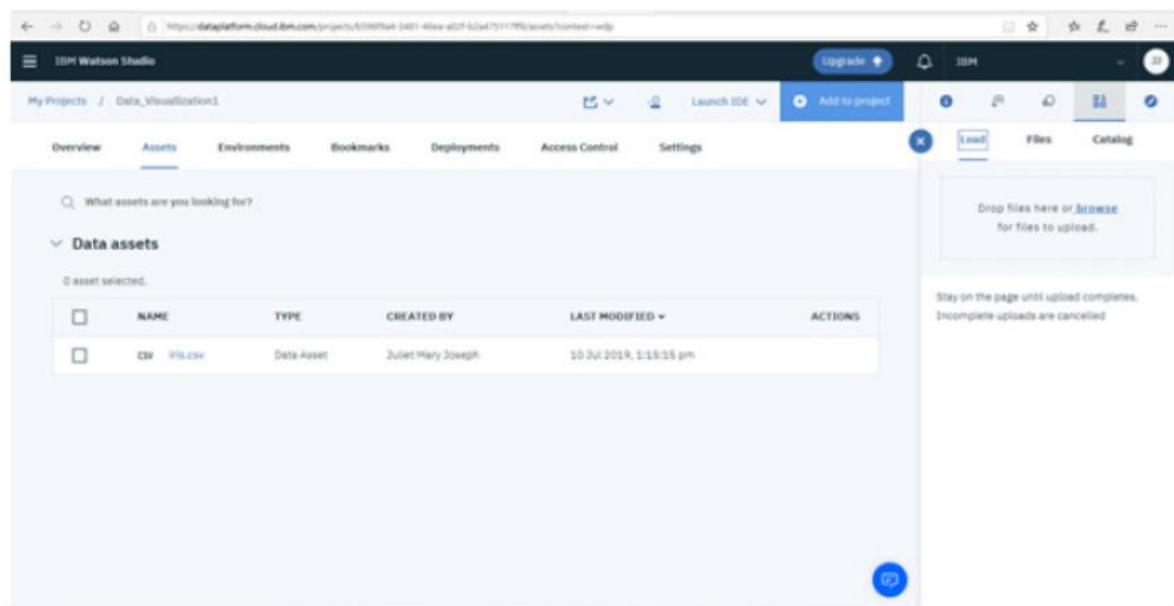 IBM Watson Studio
Upgrade
IBM
My Projects / Data_Visuallization1
Launch IDE
Add to project
Overview
Assets
Environments
Bookmarks
Deployments
Access Control
Settings
Load
Files
Catalog
What assets are you looking for?
Drop files here or browse
for files to upload.
Data assets
0 asset selected.
Stay on the page until upload completes.
Incomplete uploads are cancelled
NAME TYPE CREATED BY LAST MODIFIED ACTIONS
CSV iris.csv Data Asset Juliet Mary Joseph 10 Jul 2019, 1:15:15 pm